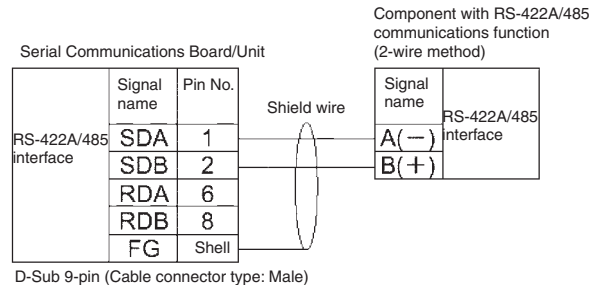 Component with RS-422A/485
communications function
(2-wire method)
Serial Communications Board/Unit
Signal name Pin No.
Shield wire
Signal name
RS-422A/485 interface
SDA 1
SDB 2
RDA 6
RDB 8
FG Shell
A(−)
B(+)
RS-422A/485 interface
D-Sub 9-pin (Cable connector type: Male)